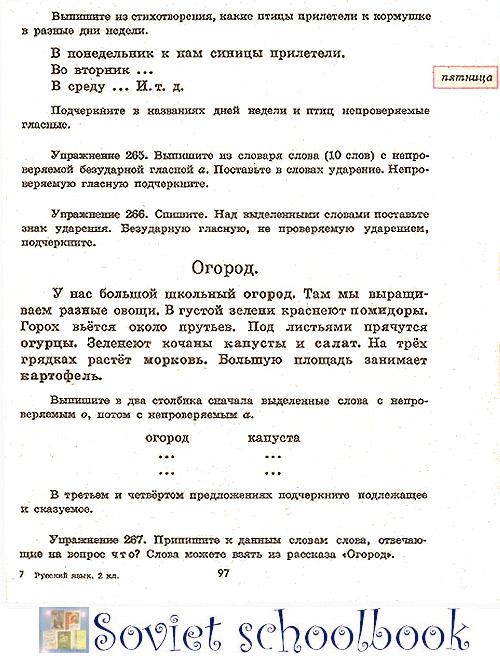 Выпишите из стихотворения, какие птицы прилетели к кормушке
в разные дни недели.
В понедельник к нам синицы прилетели.
Во вторник ...
В среду ... И. т. д.
пятница
Подчеркните в названиях дней недели и птиц непроверяемые
гласные.
Упражнение 265. Выпишите из словаря слова (10 слов) с непро-
веряемой безударной гласной а. Поставьте в словах ударение. Непро-
веряемую гласную подчеркните.
Упражнение 266. Спишите. Над выделенными словами поставьте
знак ударения. Безударную гласную, не проверяемую ударением,
подчеркните.
Огород.
У нас большой школьный огород. Там мы выращи-
ваем разные овощи. В густой зелени краснеют помидоры.
Горох вьётся около прутьев. Под листьями прячутся
огурцы. Зеленеют кочаны капусты и салат. На трёх
грядках растёт морковь. Большую площадь занимает
картофель.
Выпишите в два столбика сначала выделенные слова с непро-
веряемым о, потом с непроверяемым а.
огород капуста
... ...
... ...
В третьем и четвёртом предложениях подчеркните подлежащее
и сказуемое.
Упражнение 267. Припишите к данным словам слова, отвечаю-
щие на вопрос что? Слова можете взять из рассказа «Огород».
7 Русский язык, 2 кл. 97
Soviet schoolbook